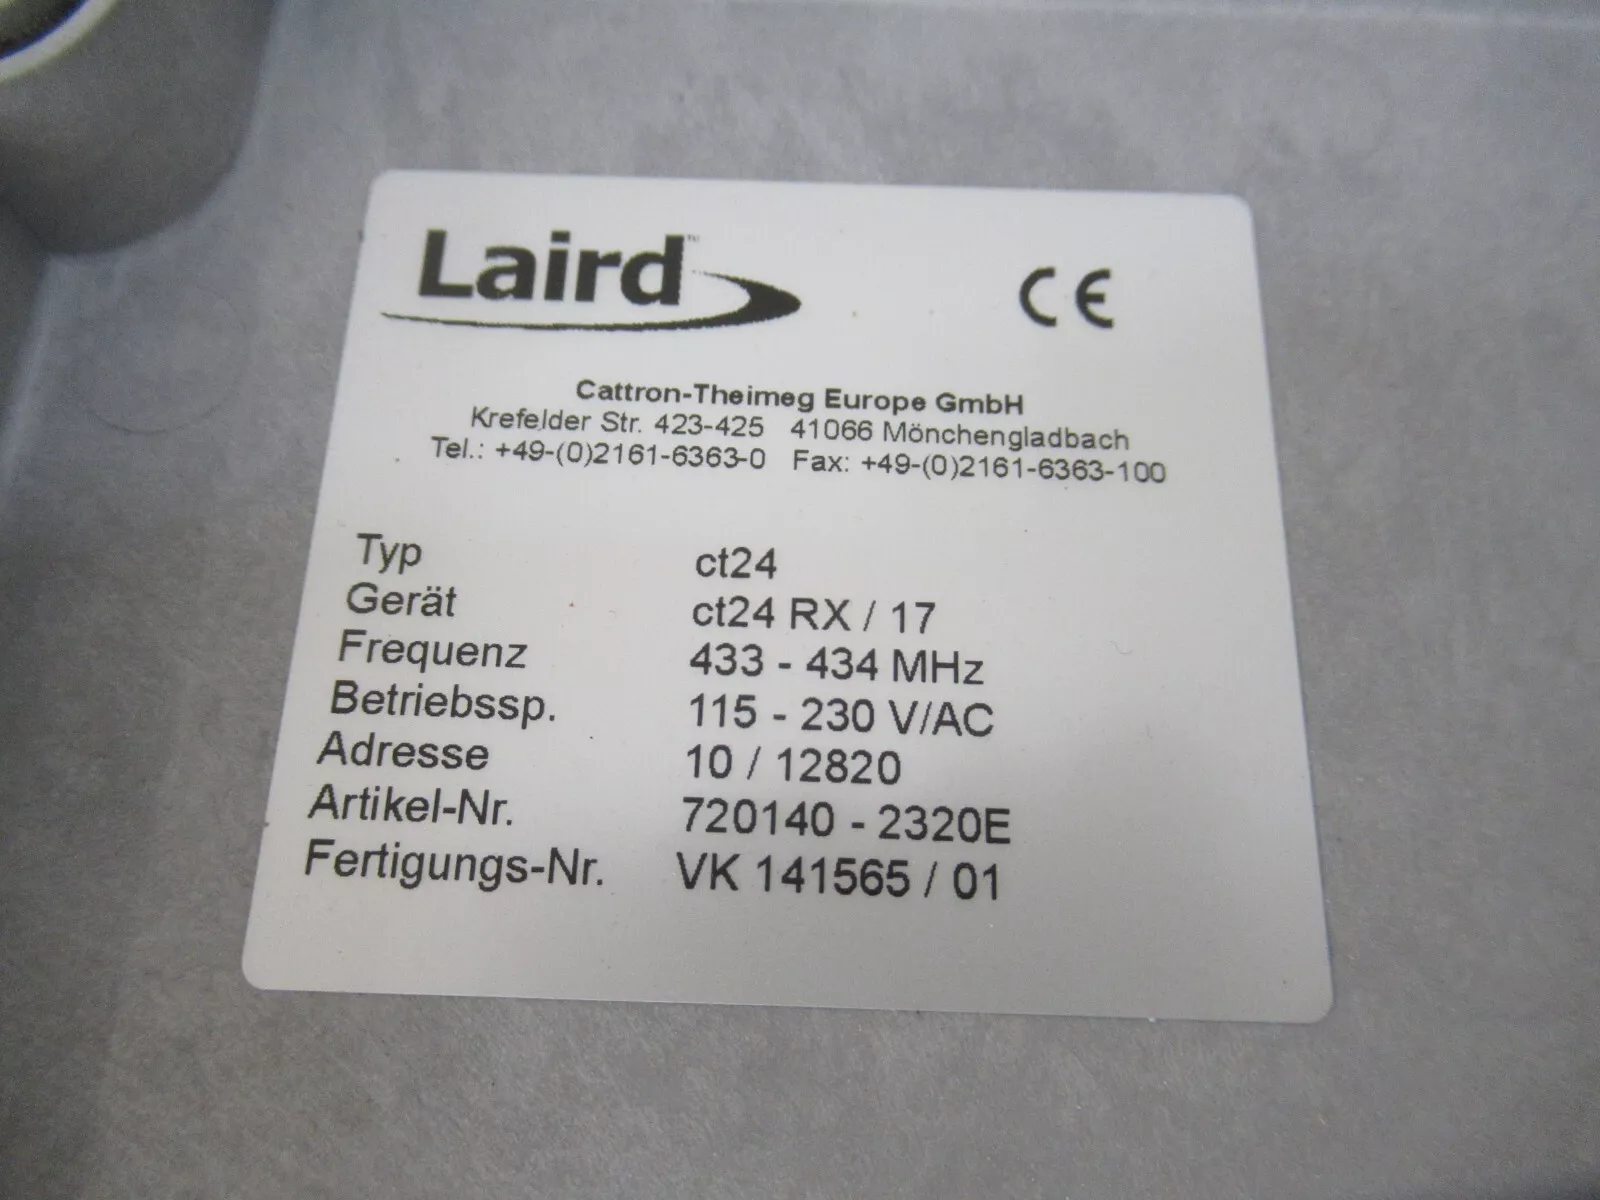 Laird™
CE
Cattron-Theimeg Europe GmbH
Krefelder Str. 423-425 41066 Mönchengladbach
Tel.: +49-(0)2161-6363-0 Fax: +49-(0)2161-6363-100
Typ ct24
Gerät ct24 RX / 17
Frequenz 433 - 434 MHz
Betriebssp. 115 - 230 V/AC
Adresse 10 / 12820
Artikel-Nr. 720140 - 2320E
Fertigungs-Nr. VK 141565 / 01